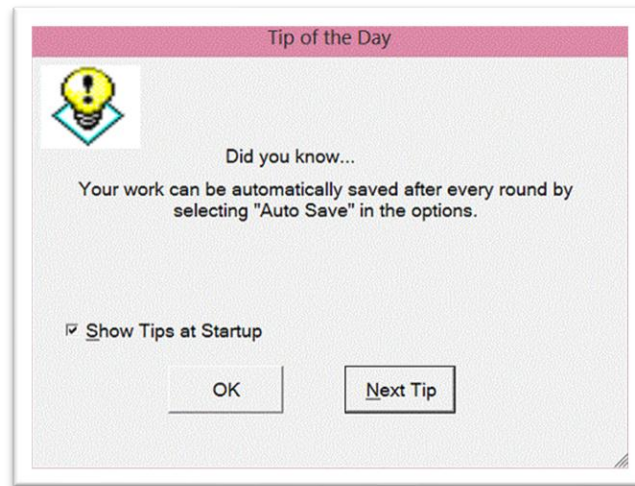 Tip of the Day
Did you know...
Your work can be automatically saved after every round by
selecting "Auto Save" in the options.
Show Tips at Startup
OK
Next Tip